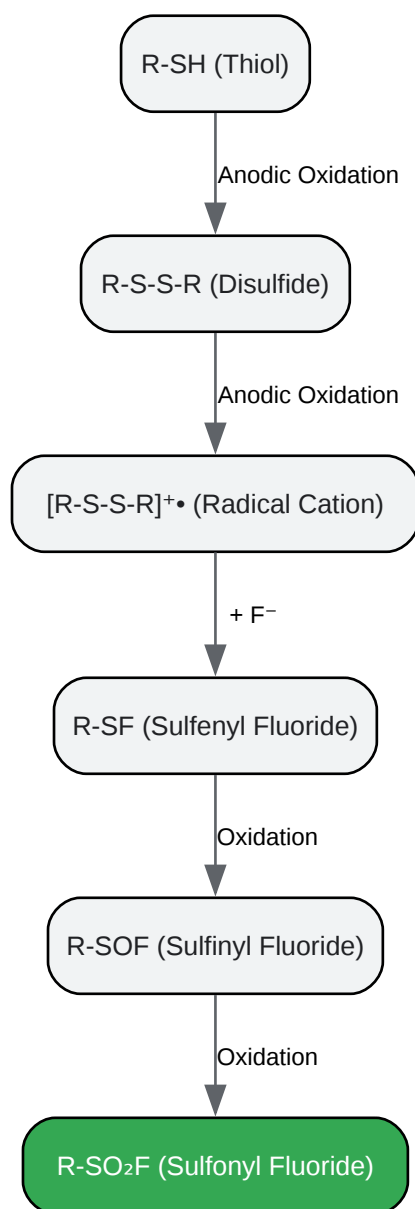 R-SH (Thiol)
Anodic Oxidation
R-S-S-R (Disulfide)
Anodic Oxidation
[R-S-S-R]⁺• (Radical Cation)
+ F⁻
R-SF (Sulfenyl Fluoride)
Oxidation
R-SOF (Sulfinyl Fluoride)
Oxidation
R-SO₂F (Sulfonyl Fluoride)